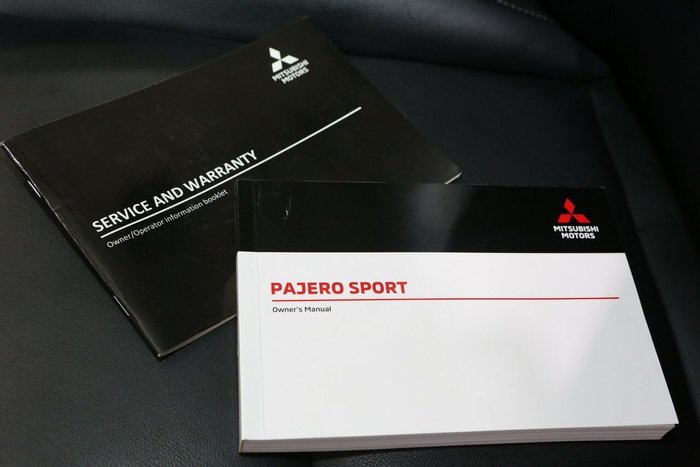 MITSUBISHI
MOTORS
SERVICE AND WARRANTY
Owner/Operator information booklet
MITSUBISHI
MOTORS
PAJERO SPORT
Owner's Manual